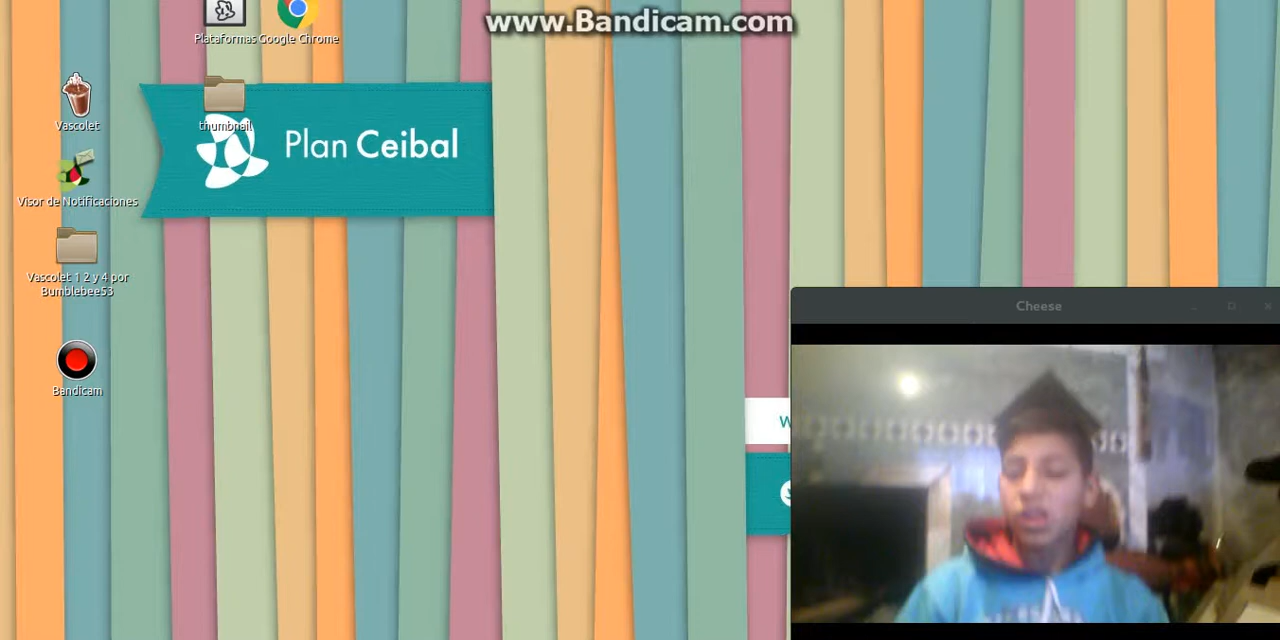 www.Bandicam.com
Plataformas Google Chrome
Vascolet
thumbnail
Plan Ceibal
Visor de Notificaciones
Vascolet 1 2 y 4 por
Bumblebee53
Cheese
Bandicam
W